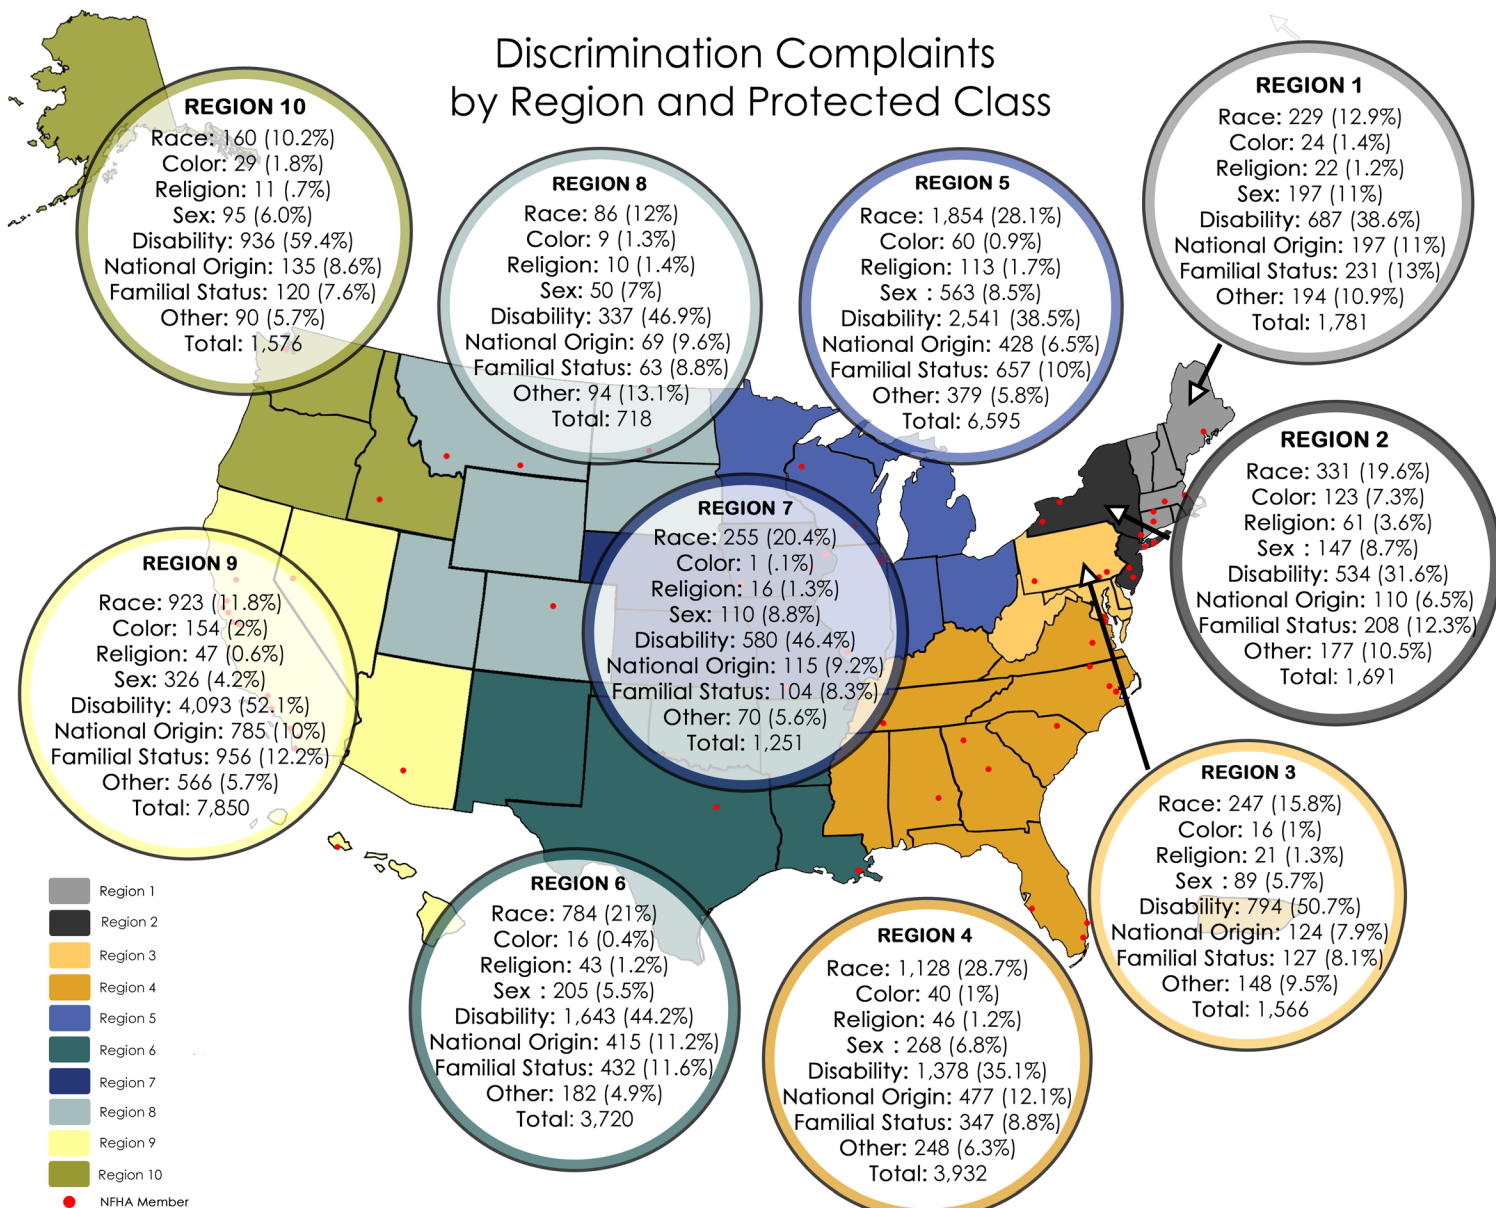 Discrimination Complaints
by Region and Protected Class
REGION 10
Race: 160 (10.2%)
Color: 29 (1.8%)
Religion: 11 (.7%)
Sex: 95 (6.0%)
Disability: 936 (59.4%)
National Origin: 135 (8.6%)
Familial Status: 120 (7.6%)
Other: 90 (5.7%)
Total: 1,576
REGION 8
Race: 86 (12%)
Color: 9 (1.3%)
Religion: 10 (1.4%)
Sex: 50 (7%)
Disability: 337 (46.9%)
National Origin: 69 (9.6%)
Familial Status: 63 (8.8%)
Other: 94 (13.1%)
Total: 718
REGION 5
Race: 1,854 (28.1%)
Color: 60 (0.9%)
Religion: 113 (1.7%)
Sex : 563 (8.5%)
Disability: 2,541 (38.5%)
National Origin: 428 (6.5%)
Familial Status: 657 (10%)
Other: 379 (5.8%)
Total: 6,595
REGION 1
Race: 229 (12.9%)
Color: 24 (1.4%)
Religion: 22 (1.2%)
Sex: 197 (11%)
Disability: 687 (38.6%)
National Origin: 197 (11%)
Familial Status: 231 (13%)
Other: 194 (10.9%)
Total: 1,781
REGION 2
Race: 331 (19.6%)
Color: 123 (7.3%)
Religion: 61 (3.6%)
Sex : 147 (8.7%)
Disability: 534 (31.6%)
National Origin: 110 (6.5%)
Familial Status: 208 (12.3%)
Other: 177 (10.5%)
Total: 1,691
REGION 7
Race: 255 (20.4%)
Color: 1 (.1%)
Religion: 16 (1.3%)
Sex: 110 (8.8%)
Disability: 580 (46.4%)
National Origin: 115 (9.2%)
Familial Status: 104 (8.3%)
Other: 70 (5.6%)
Total: 1,251
REGION 9
Race: 923 (11.8%)
Color: 154 (2%)
Religion: 47 (0.6%)
Sex: 326 (4.2%)
Disability: 4,093 (52.1%)
National Origin: 785 (10%)
Familial Status: 956 (12.2%)
Other: 566 (5.7%)
Total: 7,850
REGION 3
Race: 247 (15.8%)
Color: 16 (1%)
Religion: 21 (1.3%)
Sex : 89 (5.7%)
Disability: 794 (50.7%)
National Origin: 124 (7.9%)
Familial Status: 127 (8.1%)
Other: 148 (9.5%)
Total: 1,566
REGION 6
Race: 784 (21%)
Color: 16 (0.4%)
Religion: 43 (1.2%)
Sex : 205 (5.5%)
Disability: 1,643 (44.2%)
National Origin: 415 (11.2%)
Familial Status: 432 (11.6%)
Other: 182 (4.9%)
Total: 3,720
REGION 4
Race: 1,128 (28.7%)
Color: 40 (1%)
Religion: 46 (1.2%)
Sex : 268 (6.8%)
Disability: 1,378 (35.1%)
National Origin: 477 (12.1%)
Familial Status: 347 (8.8%)
Other: 248 (6.3%)
Total: 3,932
Region 1
Region 2
Region 3
Region 4
Region 5
Region 6
Region 7
Region 8
Region 9
Region 10
NFHA Member